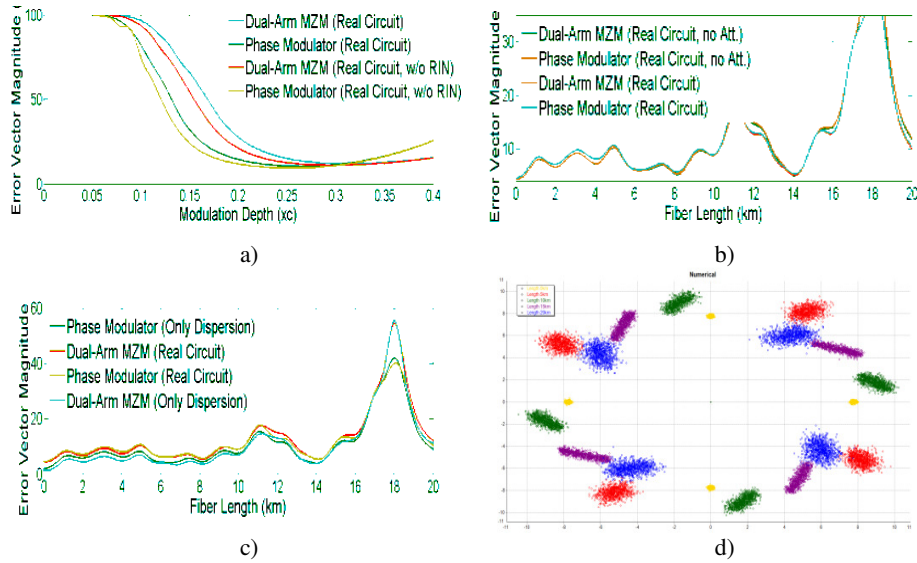 Error Vector Magnitude
100
50
0
Dual-Arm MZM (Real Circuit)
Phase Modulator (Real Circuit)
Dual-Arm MZM (Real Circuit, w/o RIN)
Phase Modulator (Real Circuit, w/o RIN)
0 0.05 0.1 0.15 0.2 0.25 0.3 0.35 0.4
Modulation Depth (xc)
a)
Error Vector Magnitude
30
20
10
Dual-Arm MZM (Real Circuit, no Att.)
Phase Modulator (Real Circuit, no Att.)
Dual-Arm MZM (Real Circuit)
Phase Modulator (Real Circuit)
0 2 4 6 8 10 12 14 16 18 20
Fiber Length (km)
b)
Error Vector Magnitude
60
40
20
0
Phase Modulator (Only Dispersion)
Dual-Arm MZM (Real Circuit)
Phase Modulator (Real Circuit)
Dual-Arm MZM (Only Dispersion)
0 2 4 6 8 10 12 14 16 18 20
Fiber Length (km)
c)
Numerical
d)